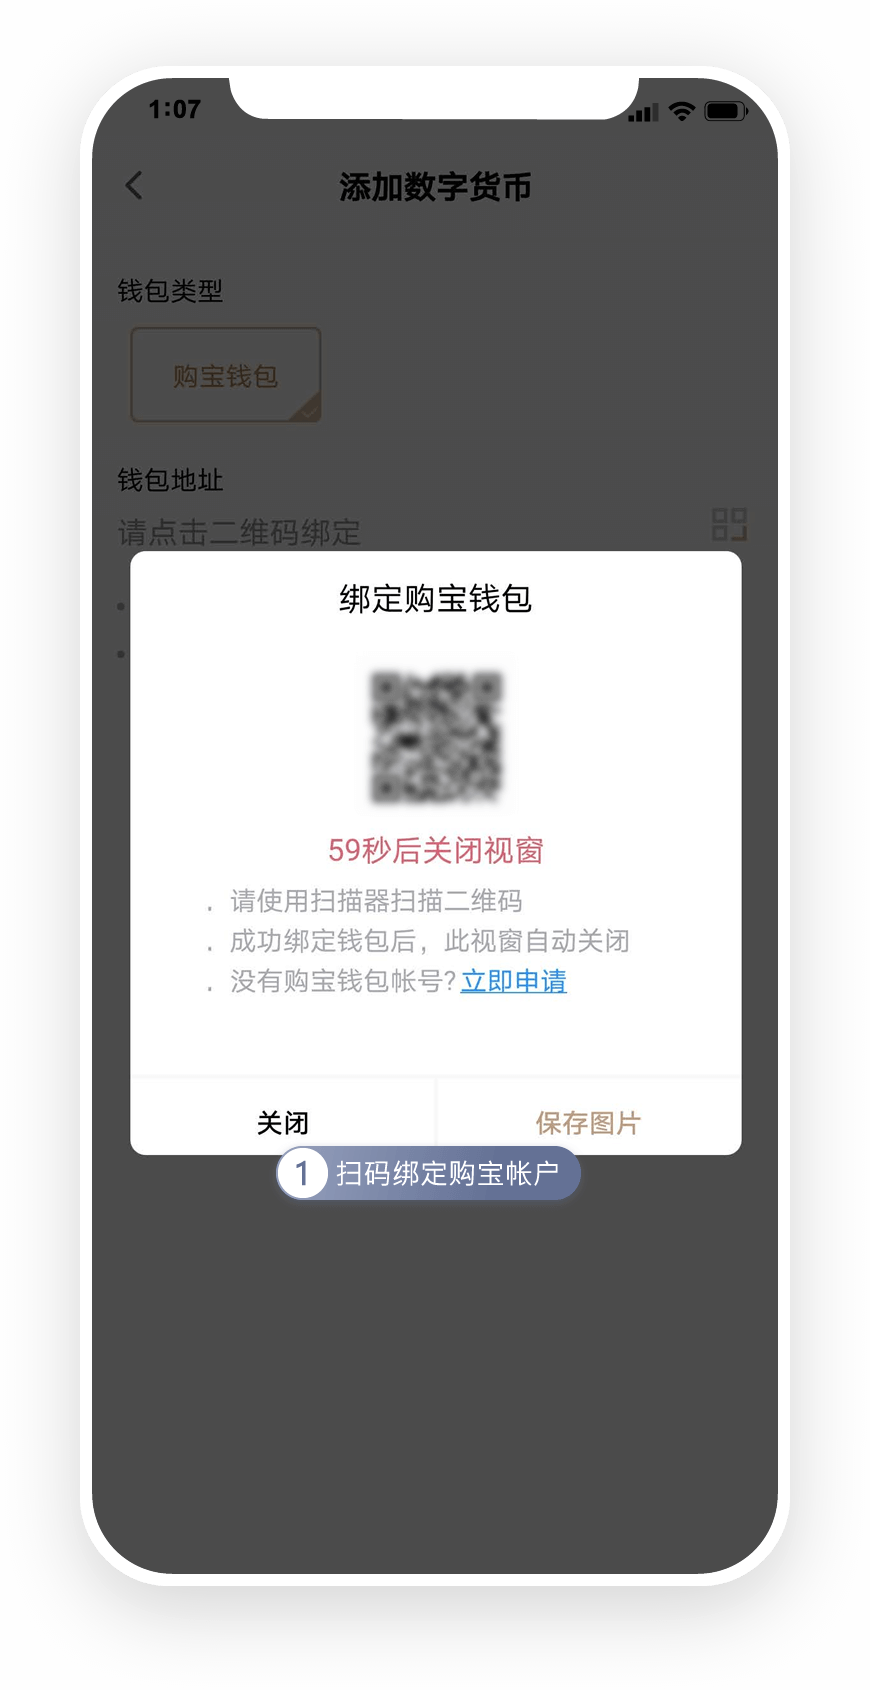 1:07
添加数字货币
钱包类型
购宝钱包
钱包地址
请点击二维码绑定
绑定购宝钱包
59秒后关闭视窗
. 请使用扫描器扫描二维码
. 成功绑定钱包后，此视窗自动关闭
. 没有购宝钱包帐号?立即申请
关闭
保存图片
1 扫码绑定购宝帐户